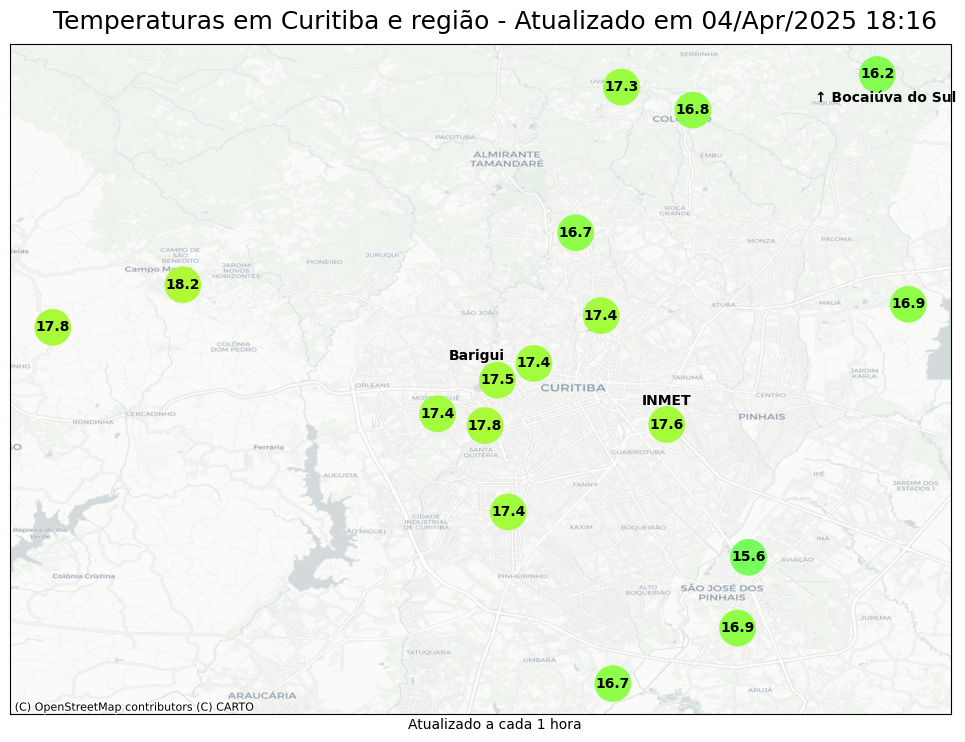 Temperaturas em Curitiba e região - Atualizado em 04/Apr/2025 18:16
SERRINHA
16.2
17.3
↑ Bocaiúva do Sul
16.8
PACOTUBA
ALMIRANTE
TAMANDARÉ
EMBU
ROÇA
GRANDE
16.7
MONZA
PALOMA
CAMPO DE
SÃO
BENEDITO
JURUQUI
PIONEIRO
JARDIM
NOVOS
HORIZONTES
18.2
16.9
MAUÁ
ATUBA
SÃO JOÃO
17.4
17.8
COLÔNIA
DOM PEDRO
Barigui
17.4
JARDIM
KARLA
17.5
TARUMÃ
ORLEANS
CURITIBA
CENTRO
INMET
17.4
CERCADINHO
RONDINHA
PINHAIS
17.8
17.6
Ferraria
SANTA
QUITÉRIA
GUABIROTUBA
AUGUSTA
IPÊ
FANNY
JARDIM DOS
ESTADOS I
17.4
CIDADE
INDUSTRIAL
DE CURITIBA
SÃO MIGUEL
XAXIM
BOQUEIRÃO
Represa do Rio
Verde
INÁ
15.6
AVIAÇÃO
Colônia Cristina
PINHEIRINHO
ALTO
BOQUEIRÃO
SÃO JOSÉ DOS
PINHAIS
JUREMA
16.9
TATUQUARA
UMBARÁ
16.7
ARUJÁ
ARAUCÁRIA
(C) OpenStreetMap contributors (C) CARTO
Atualizado a cada 1 hora